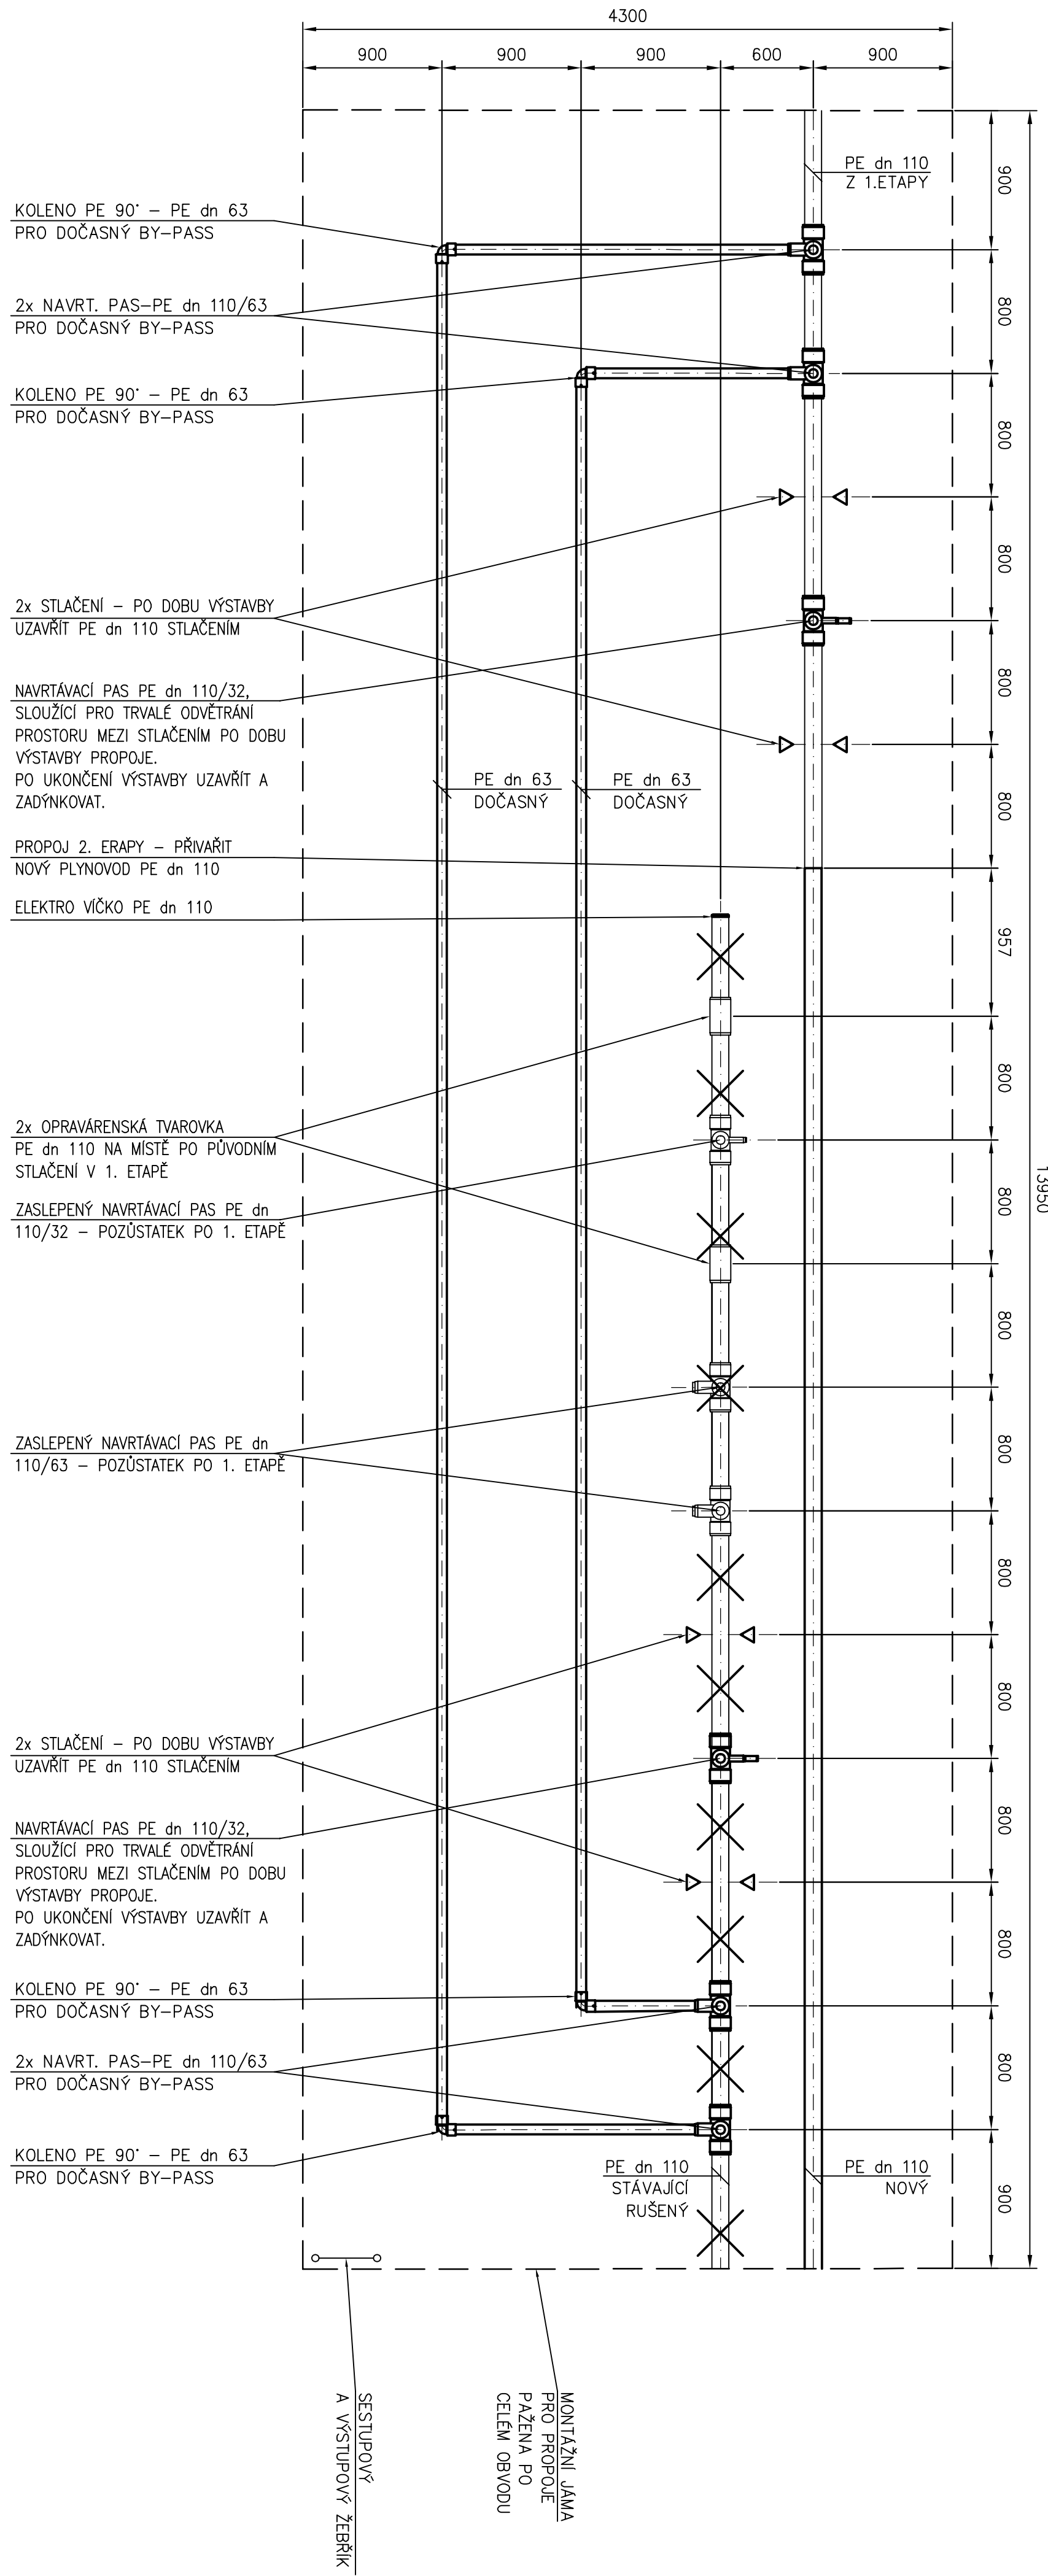 4300
900
900
900
600
900
PE dn 110
Z 1.ETAPY
900
KOLENO PE 90° – PE dn 63
PRO DOČASNÝ BY–PASS
2x NAVRT. PAS–PE dn 110/63
PRO DOČASNÝ BY–PASS
800
KOLENO PE 90° – PE dn 63
PRO DOČASNÝ BY–PASS
800
800
2x STLAČENÍ – PO DOBU VÝSTAVBY
UZAVŘÍT PE dn 110 STLAČENÍM
NAVRTÁVACÍ PAS PE dn 110/32,
SLOUŽÍCÍ PRO TRVALÉ ODVĚTRÁNÍ
PROSTORU MEZI STLAČENÍM PO DOBU
VÝSTAVBY PROPOJE.
PO UKONČENÍ VÝSTAVBY UZAVŘÍT A
ZADÝNKOVAT.
800
PE dn 63
DOČASNÝ
PE dn 63
DOČASNÝ
800
PROPOJ 2. ERAPY – PŘIVAŘIT
NOVÝ PLYNOVOD PE dn 110
ELEKTRO VÍČKO PE dn 110
957
800
2x OPRAVÁRENSKÁ TVAROVKA
PE dn 110 NA MÍSTĚ PO PŮVODNÍM
STLAČENÍ V 1. ETAPĚ
13950
ZASLEPENÝ NAVRTÁVACÍ PAS PE dn
110/32 – POZŮSTATEK PO 1. ETAPĚ
800
800
ZASLEPENÝ NAVRTÁVACÍ PAS PE dn
110/63 – POZŮSTATEK PO 1. ETAPĚ
800
800
800
2x STLAČENÍ – PO DOBU VÝSTAVBY
UZAVŘÍT PE dn 110 STLAČENÍM
NAVRTÁVACÍ PAS PE dn 110/32,
SLOUŽÍCÍ PRO TRVALÉ ODVĚTRÁNÍ
PROSTORU MEZI STLAČENÍM PO DOBU
VÝSTAVBY PROPOJE.
PO UKONČENÍ VÝSTAVBY UZAVŘÍT A
ZADÝNKOVAT.
800
800
KOLENO PE 90° – PE dn 63
PRO DOČASNÝ BY–PASS
2x NAVRT. PAS–PE dn 110/63
PRO DOČASNÝ BY–PASS
800
KOLENO PE 90° – PE dn 63
PRO DOČASNÝ BY–PASS
PE dn 110
STÁVAJÍCÍ
RUŠENÝ
PE dn 110
NOVÝ
900
MONTÁŽNÍ JÁMA
PRO PROPOJE
PAŽENA PO
CELÉM OBVODU
SESTUPOVÝ
A VÝSTUPOVÝ ŽEBŘÍK